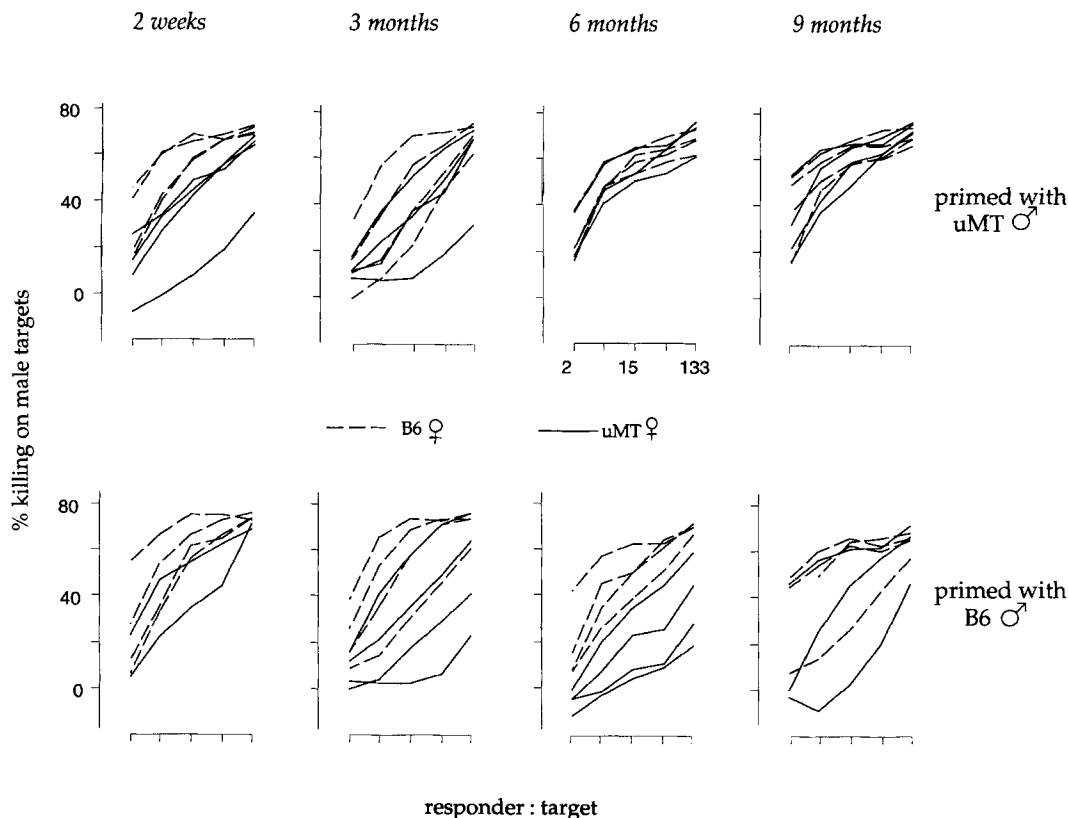 2 weeks 3 months 6 months 9 months
80
40
0
primed with
uMT ♂
2 15 133
% killing on male targets
B6 ♀ uMT ♀
80
40
0
primed with
B6 ♂
responder : target